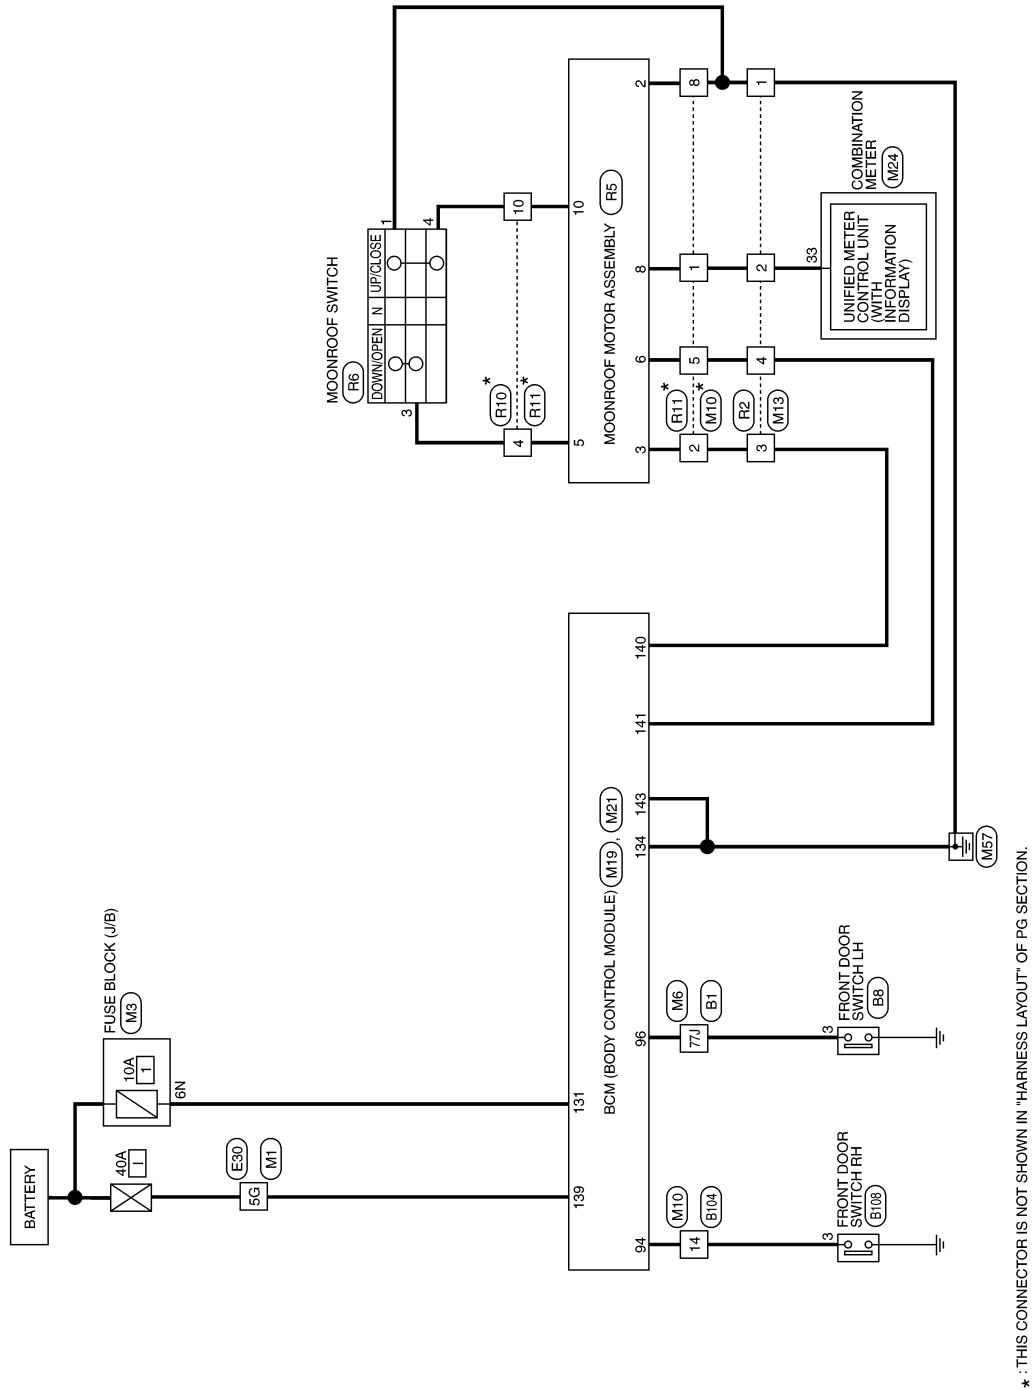 BATTERY
40A
I
E30
5G
M1
139
FUSE BLOCK (J/B)
M3
10A
1
6N
131
BCM (BODY CONTROL MODULE)
M19
,
M21
94
96
134
143
141
140
M10
14
B104
3
FRONT DOOR
SWITCH RH
B108
M6
77J
B1
3
FRONT DOOR
SWITCH LH
B8
M57
MOONROOF SWITCH
R6
DOWN/OPEN
N
UP/CLOSE
3
4
1
R10
*
4
R11
*
10
5
10
MOONROOF MOTOR ASSEMBLY
R5
3
6
8
2
R11
*
2
5
1
8
M10
*
R2
3
4
2
1
M13
33
UNIFIED METER
CONTROL UNIT
(WITH
INFORMATION
DISPLAY)
COMBINATION
METER
M24
* : THIS CONNECTOR IS NOT SHOWN IN "HARNESS LAYOUT" OF PG SECTION.